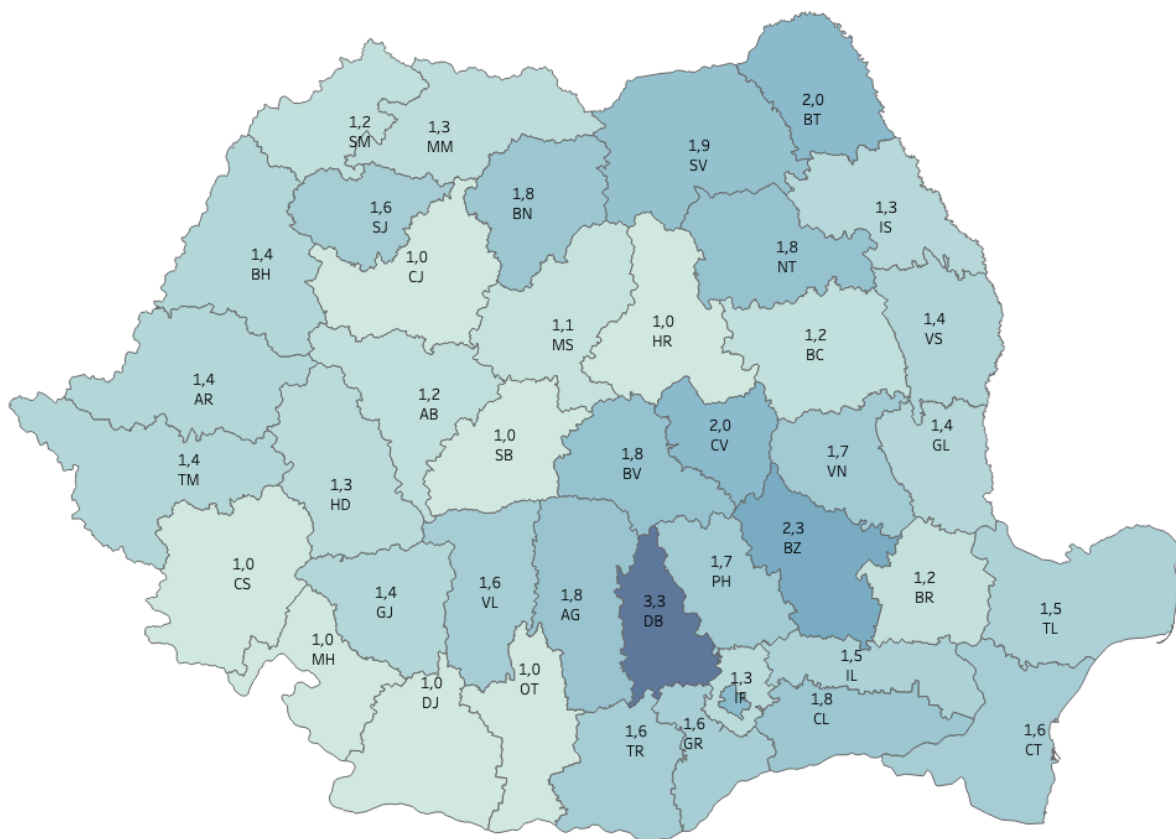 2,0
BT
1,2
SM
1,3
MM
1,9
SV
1,8
BN
1,6
SJ
1,3
IS
1,8
NT
1,4
BH
1,0
CJ
1,1
MS
1,0
HR
1,4
VS
1,2
BC
1,4
AR
1,2
AB
1,0
SB
2,0
CV
1,4
GL
1,7
VN
1,8
BV
1,4
TM
1,3
HD
2,3
BZ
1,0
CS
1,4
GJ
1,6
VL
1,8
AG
3,3
DB
1,7
PH
1,2
BR
1,5
TL
1,0
MH
1,0
DJ
1,0
OT
1,3
IF
1,5
IL
1,8
CL
1,6
TR
1,6
GR
1,6
CT